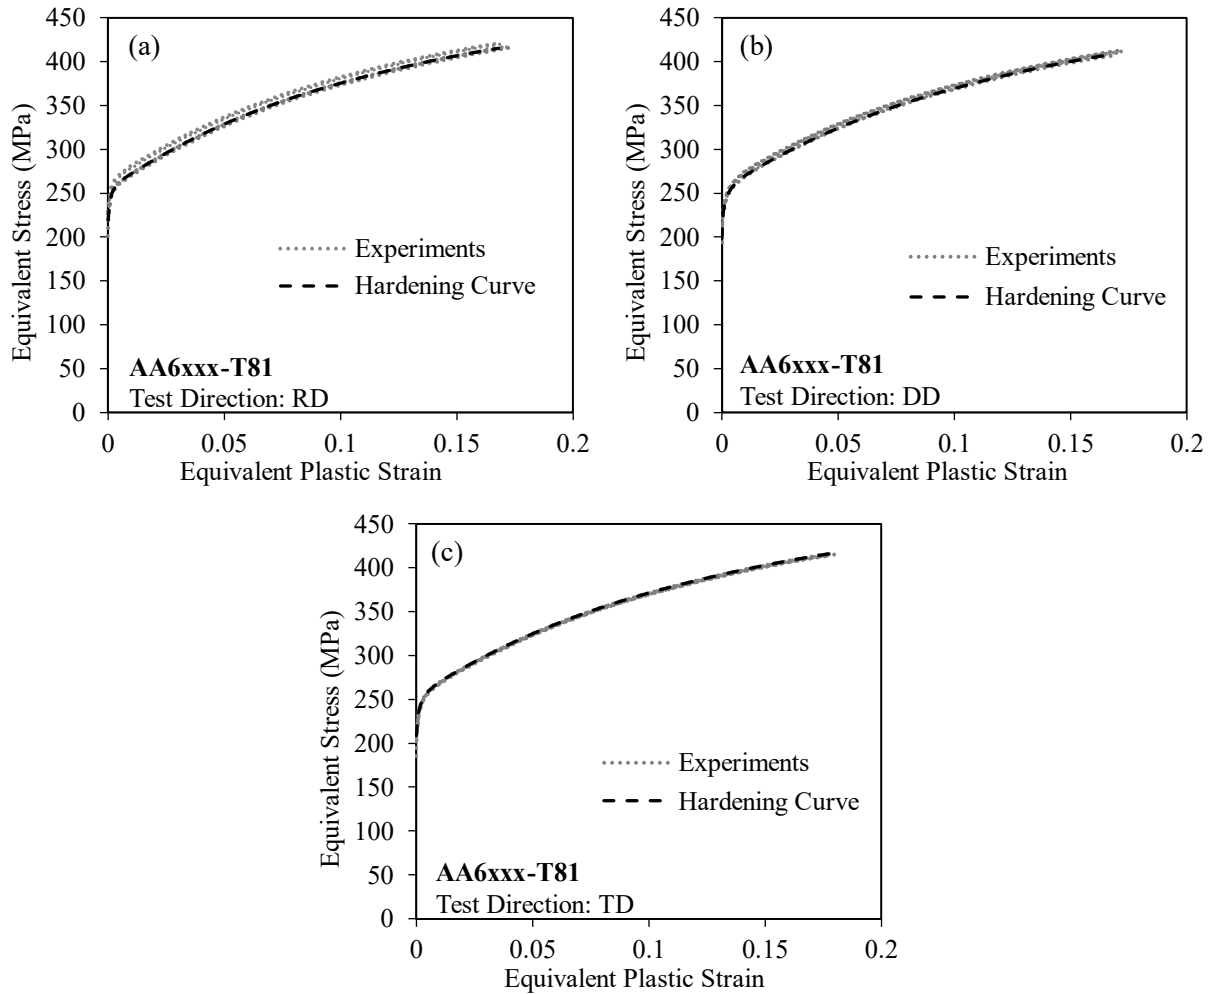 (a)
450
400
350
300
250
200
150
100
50
0
Equivalent Stress (MPa)
Experiments
Hardening Curve
AA6xxx-T81
Test Direction: RD
0
0.05
0.1
0.15
0.2
Equivalent Plastic Strain
(b)
450
400
350
300
250
200
150
100
50
0
Equivalent Stress (MPa)
Experiments
Hardening Curve
AA6xxx-T81
Test Direction: DD
0
0.05
0.1
0.15
0.2
Equivalent Plastic Strain
(c)
450
400
350
300
250
200
150
100
50
0
Equivalent Stress (MPa)
Experiments
Hardening Curve
AA6xxx-T81
Test Direction: TD
0
0.05
0.1
0.15
0.2
Equivalent Plastic Strain